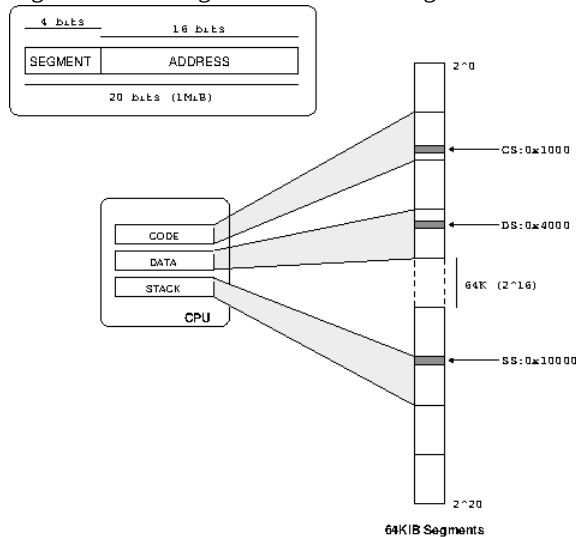 4 bits
16 bits
SEGMENT
ADDRESS
20 bits (1MiB)
2^0
CS:0x1000
CODE
DS:0x4000
DATA
STACK
64K (2^16)
CPU
SS:0x10000
2^20
64KiB Segments